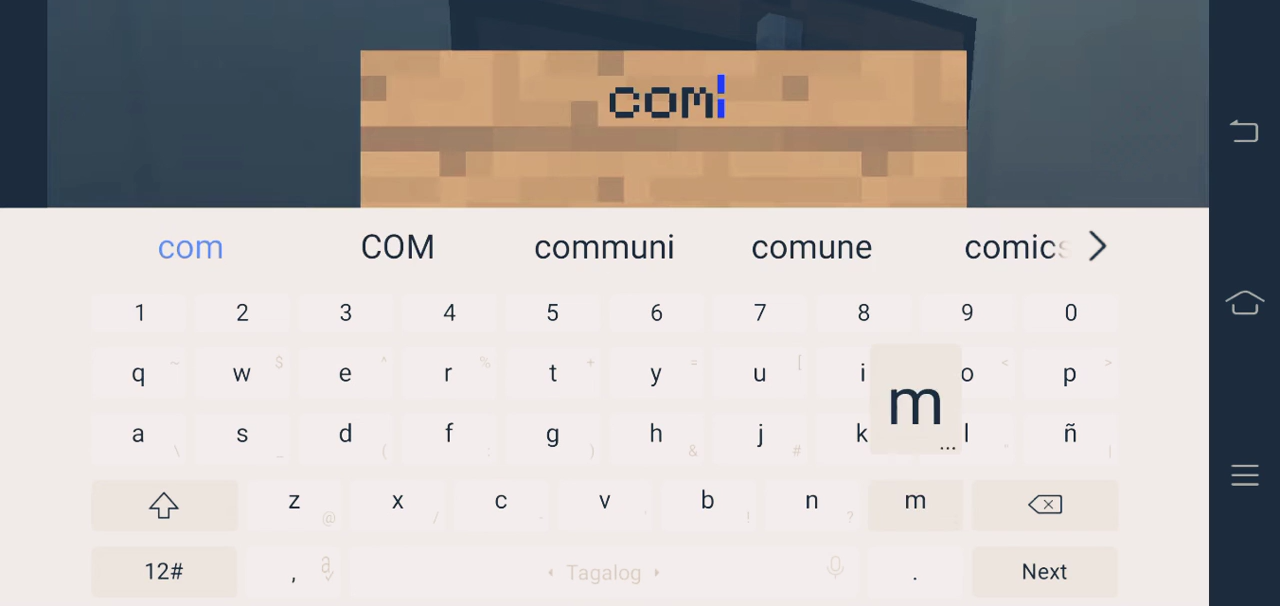 com
com COM communi comune comics
1 2 3 4 5 6 7 8 9 0
q ~ w $ e ^ r % t + y = u [ i o < p >
m ...
a \ s _ d ( f : g ) h & j # k l ñ |
z @ x / c v b ! n ? m ;
12# , a Tagalog . Next